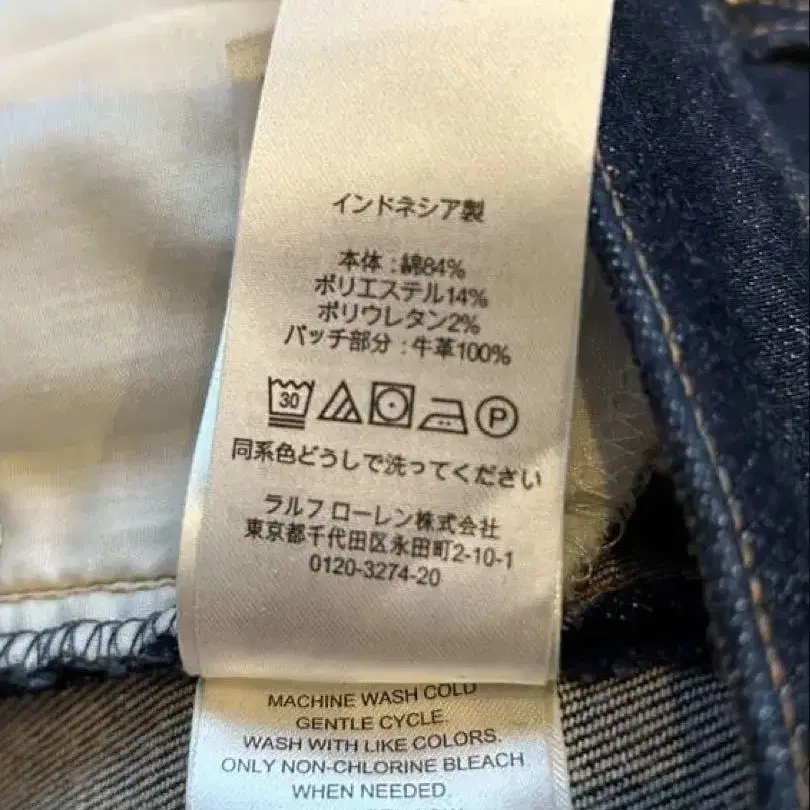 インドネシア製
本体：綿84%
ポリエステル14%
ポリウレタン2%
パッチ部分：牛革100%
30 P
同系色どうしで洗ってください
ラルフ ローレン株式会社
東京都千代田区永田町2-10-1
0120-3274-20
MACHINE WASH COLD
GENTLE CYCLE.
WASH WITH LIKE COLORS.
ONLY NON-CHLORINE BLEACH
WHEN NEEDED.